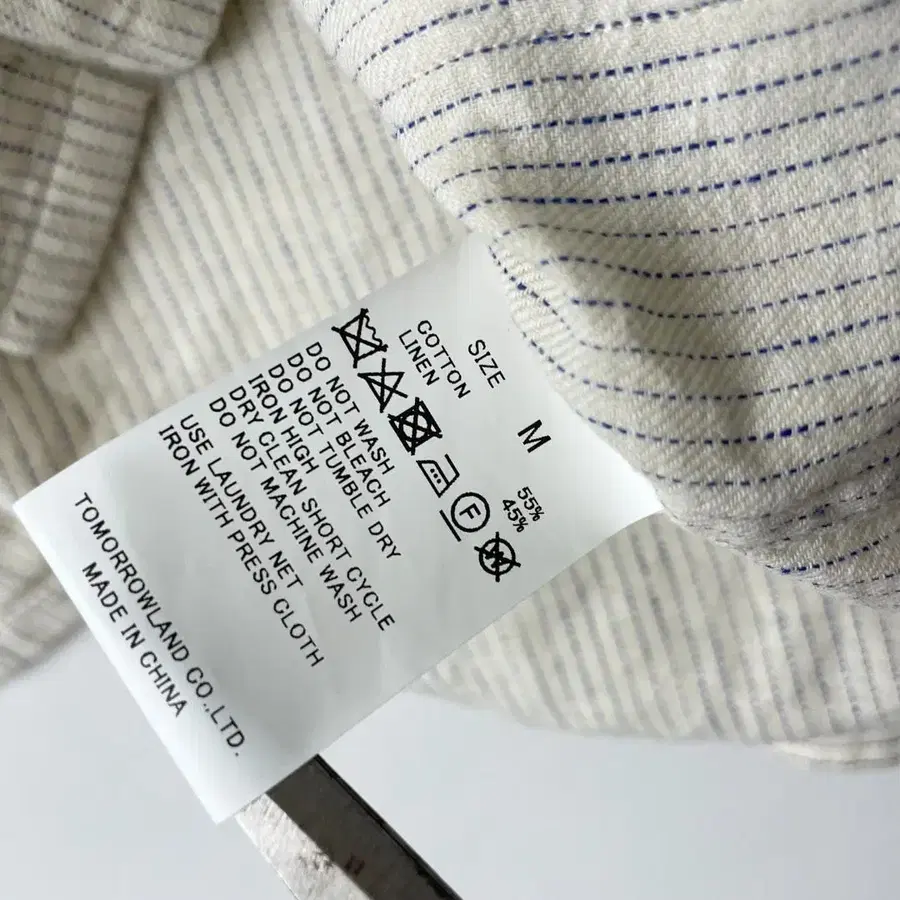 SIZE M
COTTON 55%
LINEN 45%
F
DO NOT WASH
DO NOT BLEACH
DO NOT TUMBLE DRY
IRON HIGH
DRY CLEAN SHORT CYCLE
DO NOT MACHINE WASH
USE LAUNDRY NET
IRON WITH PRESS CLOTH
TOMORROWLAND CO.,LTD.
MADE IN CHINA